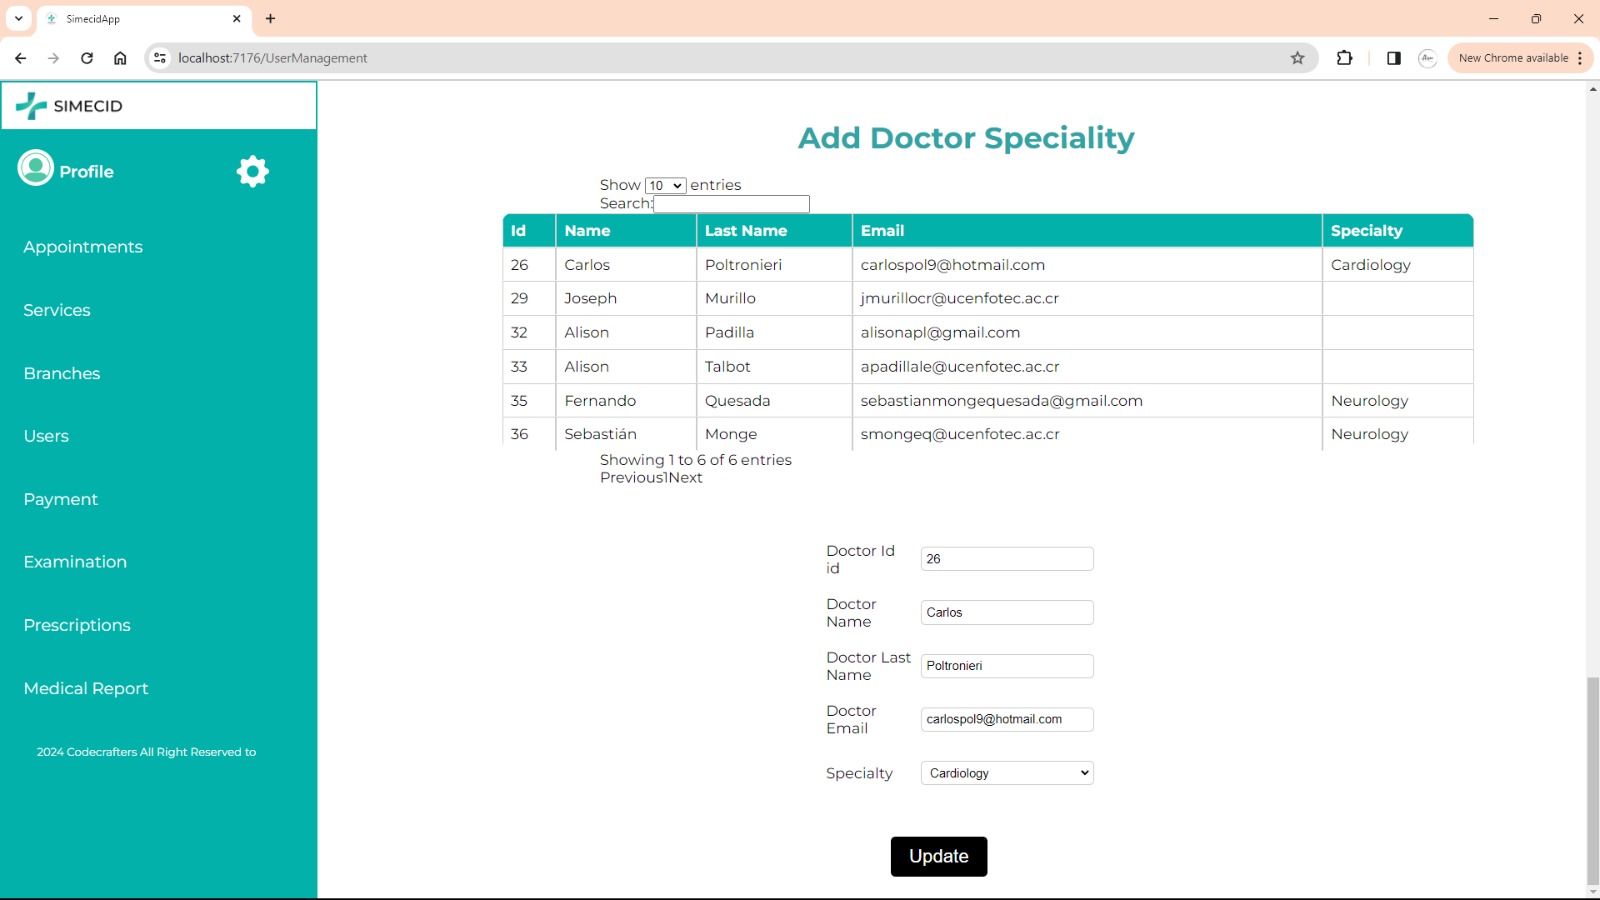 SimecidApp
localhost:7176/UserManagement
New Chrome available
SIMECID
Profile
Appointments
Services
Branches
Users
Payment
Examination
Prescriptions
Medical Report
2024 Codecrafters All Right Reserved to
Add Doctor Speciality
Show 10 entries
Search:
Id Name Last Name Email Specialty
26 Carlos Poltronieri carlospol9@hotmail.com Cardiology
29 Joseph Murillo jmurillocr@ucenfotec.ac.cr
32 Alison Padilla alisonapl@gmail.com
33 Alison Talbot apadillale@ucenfotec.ac.cr
35 Fernando Quesada sebastianmongequesada@gmail.com Neurology
36 Sebastián Monge smongeq@ucenfotec.ac.cr Neurology
Showing 1 to 6 of 6 entries
Previous1Next
Doctor Id
id
26
Doctor
Name
Carlos
Doctor Last
Name
Poltronieri
Doctor
Email
carlospol9@hotmail.com
Specialty
Cardiology
Update